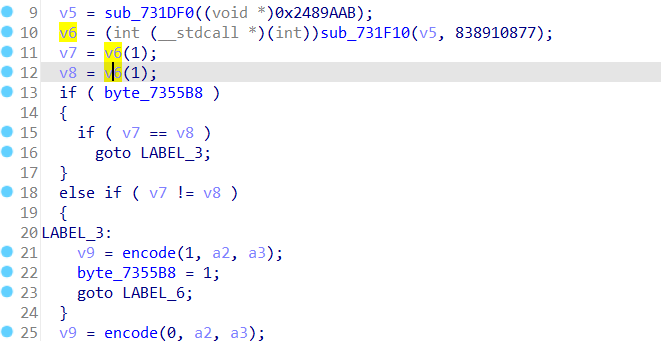 9 v5 = sub_731DF0((void *)0x2489AAB);
10 v6 = (int (__stdcall *)(int))sub_731F10(v5, 838910877);
11 v7 = v6(1);
12 v8 = v6(1);
13 if ( byte_7355B8 )
14 {
15 if ( v7 == v8 )
16 goto LABEL_3;
17 }
18 else if ( v7 != v8 )
19 {
20 LABEL_3:
21 v9 = encode(1, a2, a3);
22 byte_7355B8 = 1;
23 goto LABEL_6;
24 }
25 v9 = encode(0, a2, a3);